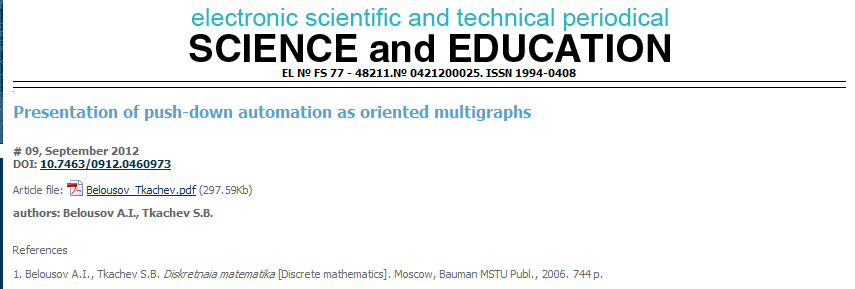 electronic scientific and technical periodical
SCIENCE and EDUCATION
EL № FS 77 - 48211.№ 0421200025. ISSN 1994-0408
Presentation of push-down automation as oriented multigraphs
# 09, September 2012
DOI: 10.7463/0912.0460973
Article file: Belousov_Tkachev.pdf (297.59Kb)
authors: Belousov A.I., Tkachev S.B.
References
1. Belousov A.I., Tkachev S.B. Diskretnaia matematika [Discrete mathematics]. Moscow, Bauman MSTU Publ., 2006. 744 p.